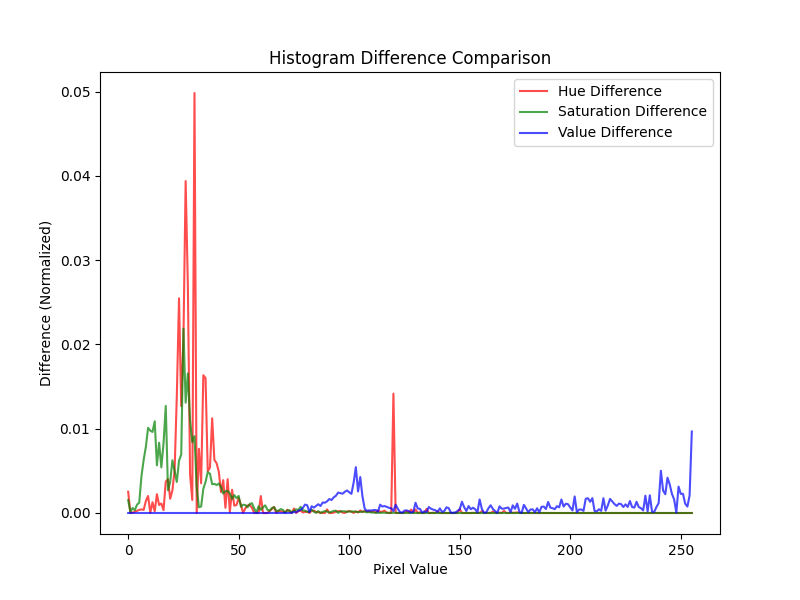 Histogram Difference Comparison
Hue Difference
Saturation Difference
Value Difference
0.05
0.04
0.03
0.02
0.01
0.00
Difference (Normalized)
0 50 100 150 200 250
Pixel Value